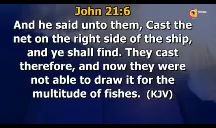 John 21:6
And he said unto them, Cast the
net on the right side of the ship,
and ye shall find. They cast
therefore, and now they were
not able to draw it for the
multitude of fishes. (KJV)